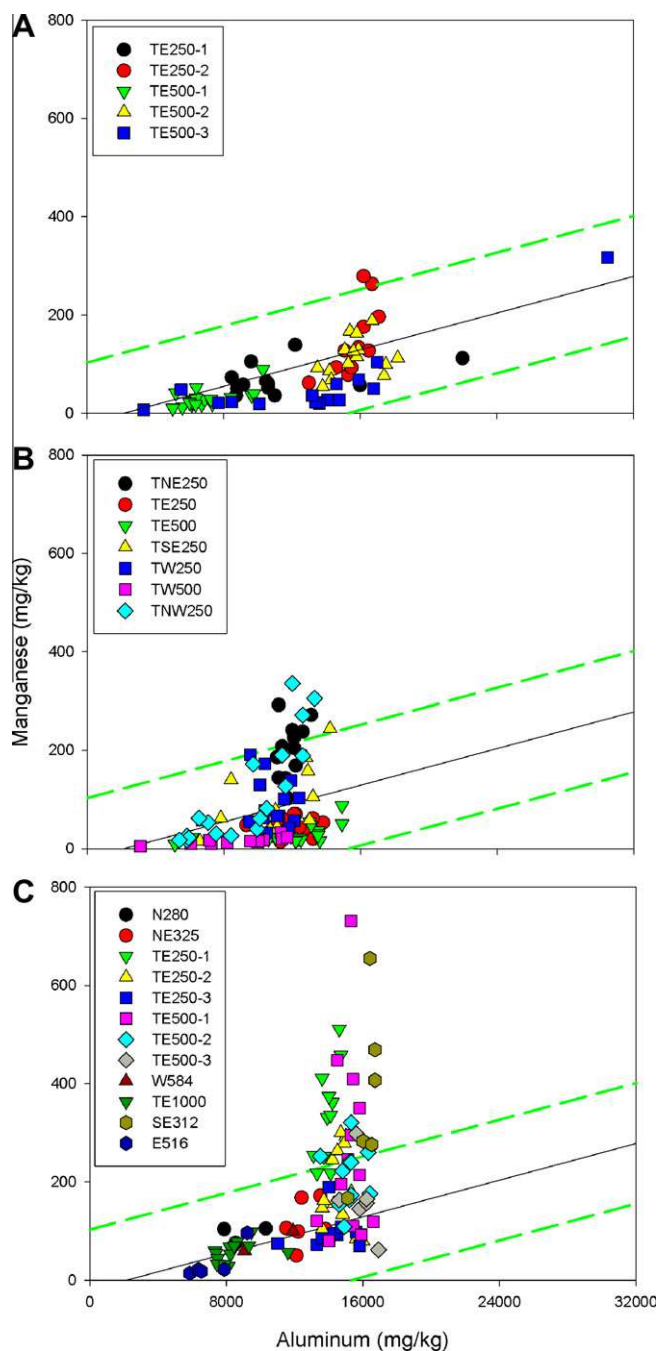 A
800
TE250-1
TE250-2
TE500-1
TE500-2
TE500-3
600
400
200
0
B
800
TNE250
TE250
TE500
TSE250
TW250
TW500
TNW250
600
400
200
0
Manganese (mg/kg)
C
800
N280
NE325
TE250-1
TE250-2
TE250-3
TE500-1
TE500-2
TE500-3
W584
TE1000
SE312
E516
600
400
200
0
0 8000 16000 24000 32000
Aluminum (mg/kg)